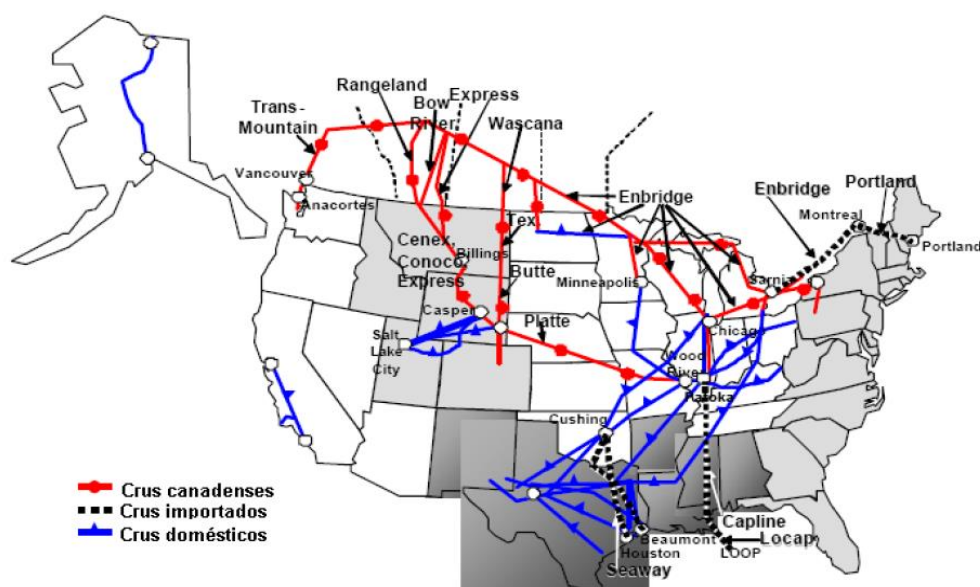 Trans-
Mountain
Rangeland
Bow
River
Express
Wascana
Enbridge
Enbridge
Portland
Montreal
Portland
Vancouver
Anacortes
Cenex,
Conoco,
Express
Billings
Tex
Butte
Minneapolis
Sarnia
Casper
Platte
Chicago
Salt
Lake
City
Wood
River
Patoka
Cushing
Crus canadenses
Crus importados
Crus domésticos
Capline
Locap
LOOP
Beaumont
Houston
Seaway